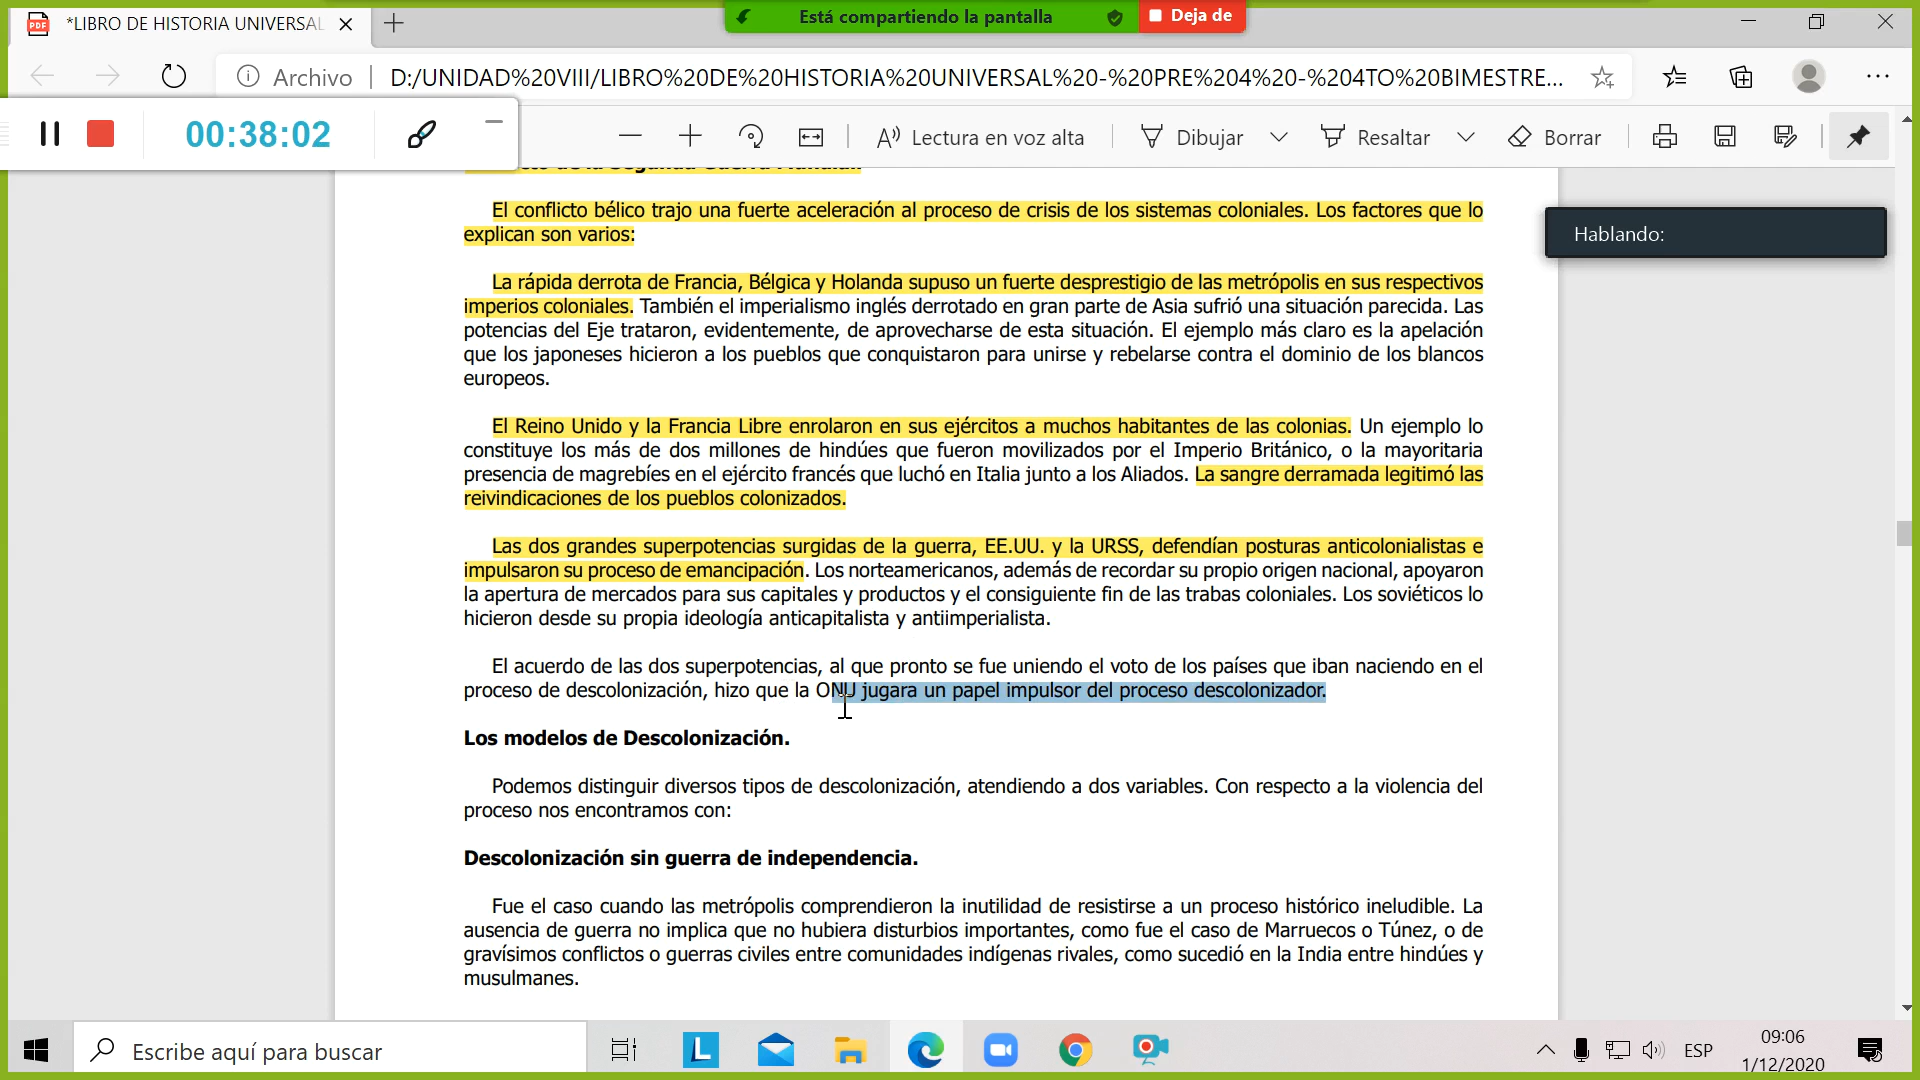 *LIBRO DE HISTORIA UNIVERSAL
Está compartiendo la pantalla
Deja de
Archivo
D:/UNIDAD%20VIII/LIBRO%20DE%20HISTORIA%20UNIVERSAL%20-%20PRE%204%20-%204TO%20BIMESTRE...
00:38:02
Lectura en voz alta
Dibujar
Resaltar
Borrar
de la Segunda Guerra Mundial.
El conflicto bélico trajo una fuerte aceleración al proceso de crisis de los sistemas coloniales. Los factores que lo
explican son varios:
Hablando:
La rápida derrota de Francia, Bélgica y Holanda supuso un fuerte desprestigio de las metrópolis en sus respectivos
imperios coloniales. También el imperialismo inglés derrotado en gran parte de Asia sufrió una situación parecida. Las
potencias del Eje trataron, evidentemente, de aprovecharse de esta situación. El ejemplo más claro es la apelación
que los japoneses hicieron a los pueblos que conquistaron para unirse y rebelarse contra el dominio de los blancos
europeos.
El Reino Unido y la Francia Libre enrolaron en sus ejércitos a muchos habitantes de las colonias. Un ejemplo lo
constituye los más de dos millones de hindúes que fueron movilizados por el Imperio Británico, o la mayoritaria
presencia de magrebíes en el ejército francés que luchó en Italia junto a los Aliados. La sangre derramada legitimó las
reivindicaciones de los pueblos colonizados.
Las dos grandes superpotencias surgidas de la guerra, EE.UU. y la URSS, defendían posturas anticolonialistas e
impulsaron su proceso de emancipación. Los norteamericanos, además de recordar su propio origen nacional, apoyaron
la apertura de mercados para sus capitales y productos y el consiguiente fin de las trabas coloniales. Los soviéticos lo
hicieron desde su propia ideología anticapitalista y antiimperialista.
El acuerdo de las dos superpotencias, al que pronto se fue uniendo el voto de los países que iban naciendo en el
proceso de descolonización, hizo que la ONU jugara un papel impulsor del proceso descolonizador.
Los modelos de Descolonización.
Podemos distinguir diversos tipos de descolonización, atendiendo a dos variables. Con respecto a la violencia del
proceso nos encontramos con:
Descolonización sin guerra de independencia.
Fue el caso cuando las metrópolis comprendieron la inutilidad de resistirse a un proceso histórico ineludible. La
ausencia de guerra no implica que no hubiera disturbios importantes, como fue el caso de Marruecos o Túnez, o de
gravísimos conflictos o guerras civiles entre comunidades indígenas rivales, como sucedió en la India entre hindúes y
musulmanes.
Escribe aquí para buscar
ESP
09:06
1/12/2020